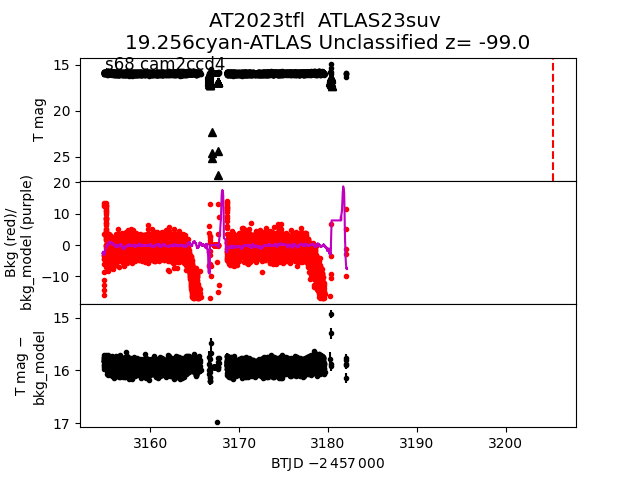 AT2023tfl ATLAS23suv
19.256cyan-ATLAS Unclassified z= -99.0
s68 cam2ccd4
T mag
15
20
25
Bkg (red)/
bkg_model (purple)
20
10
0
−10
T mag −
bkg_model
15
16
17
3160 3170 3180 3190 3200
BTJD −2 457 000